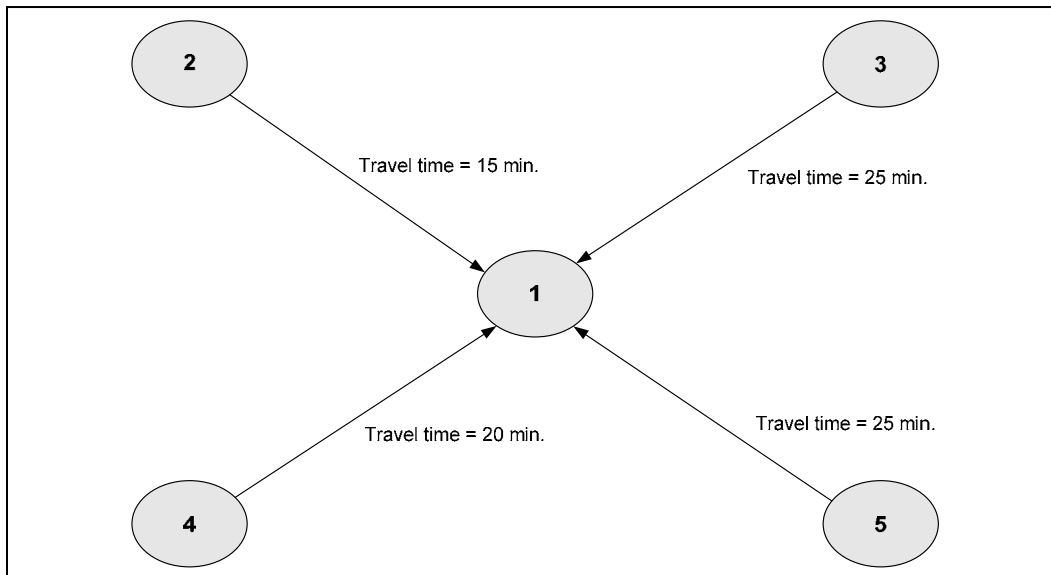 2
3
Travel time = 15 min.
Travel time = 25 min.
1
Travel time = 25 min.
Travel time = 20 min.
4
5